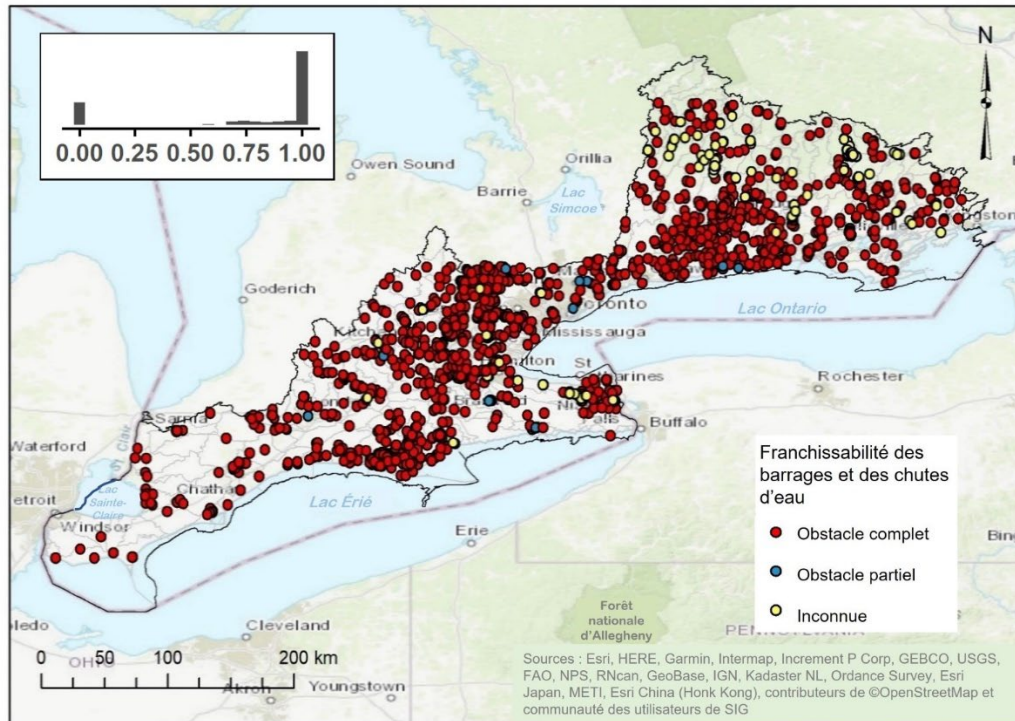 0.00 0.25 0.50 0.75 1.00
N
Owen Sound
Orillia
Barrie
Lac
Simcoe
Goderich
Lac Ontario
Mississauga
St
Rochester
Sarnia
Buffalo
Waterford
St Clair
Lac
Sainte-
Claire
Lac Érié
Windsor
Erie
Cleveland
Forêt
nationale
d'Allegheny
PENNSYLVANIA
Akron
Youngstown
0 50 100 200 km
Franchissabilité des
barrages et des chutes
d'eau
Obstacle complet
Obstacle partiel
Inconnue
Sources : Esri, HERE, Garmin, Intermap, Increment P Corp, GEBCO, USGS,
FAO, NPS, RNcan, GeoBase, IGN, Kadaster NL, Ordance Survey, Esri
Japan, METI, Esri China (Honk Kong), contributeurs de ©OpenStreetMap et
communauté des utilisateurs de SIG